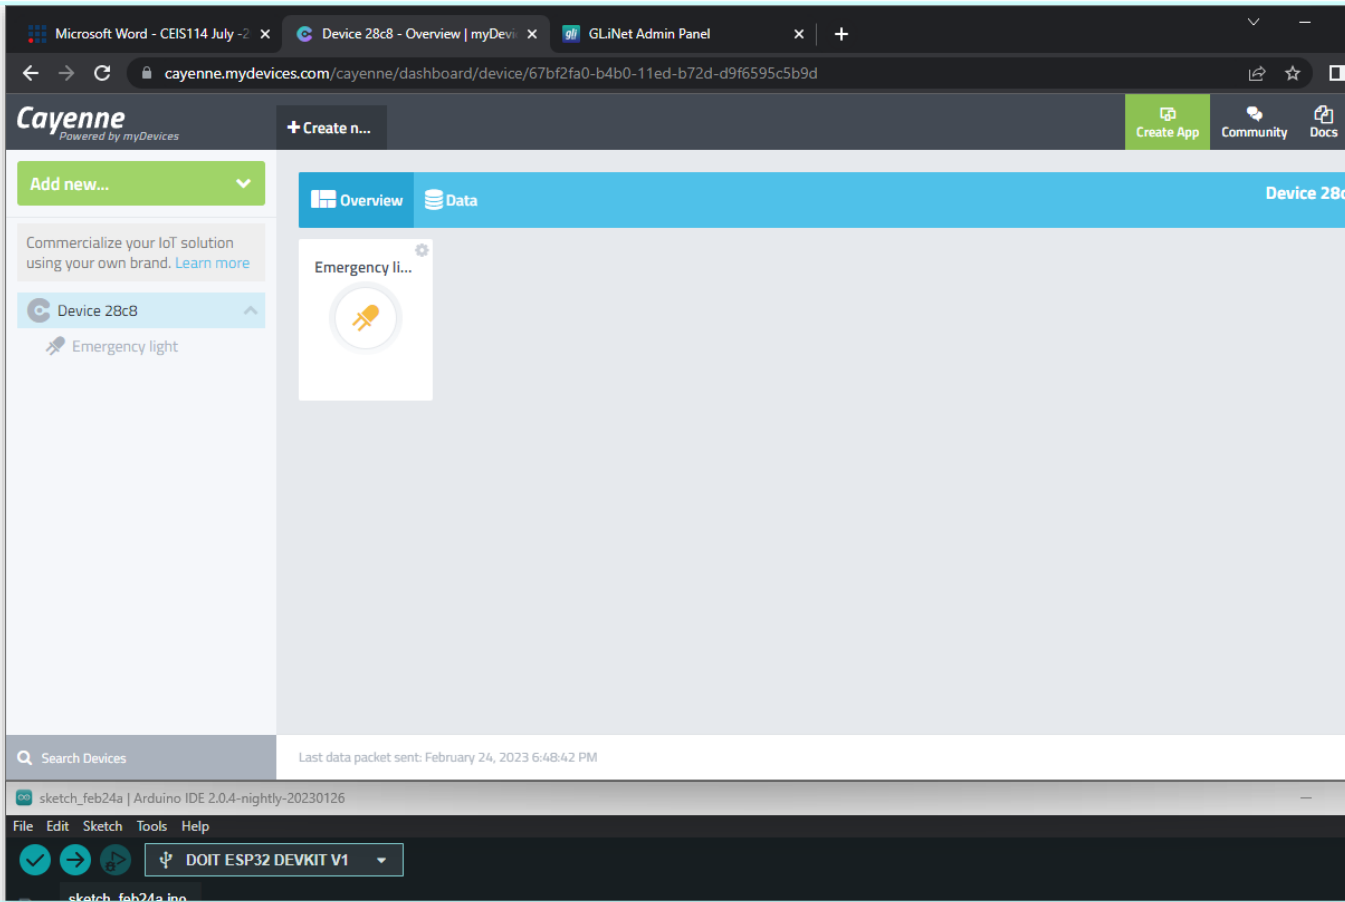 Microsoft Word - CEIS114 July -2
Device 28c8 - Overview | myDevi
gli GLiNet Admin Panel
cayenne.mydevices.com/cayenne/dashboard/device/67bf2fa0-b4b0-11ed-b72d-d9f6595c5b9d
Cayenne
Powered by myDevices
+ Create n...
Create App
Community
Docs
Add new...
Overview
Data
Device 28c
Commercialize your IoT solution
using your own brand. Learn more
Emergency li...
Device 28c8
Emergency light
Search Devices
Last data packet sent: February 24, 2023 6:48:42 PM
sketch_feb24a | Arduino IDE 2.0.4-nightly-20230126
File Edit Sketch Tools Help
DOIT ESP32 DEVKIT V1
sketch_feb24a.ino